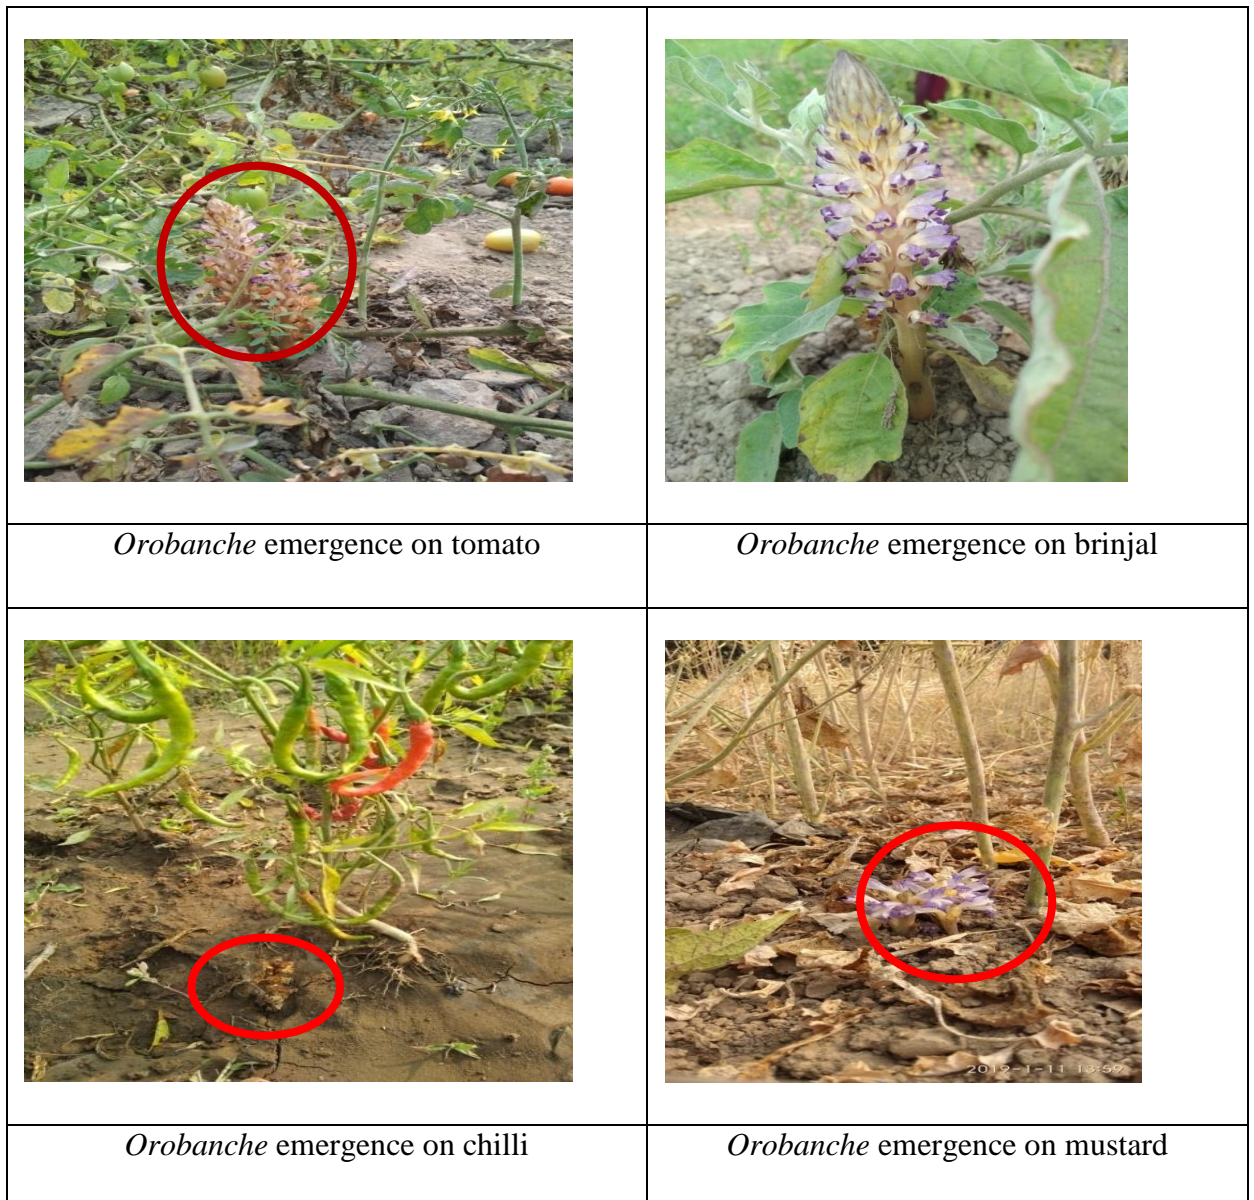 Orobanche emergence on tomato
Orobanche emergence on brinjal
2019-1-11 13:59
Orobanche emergence on chilli
Orobanche emergence on mustard